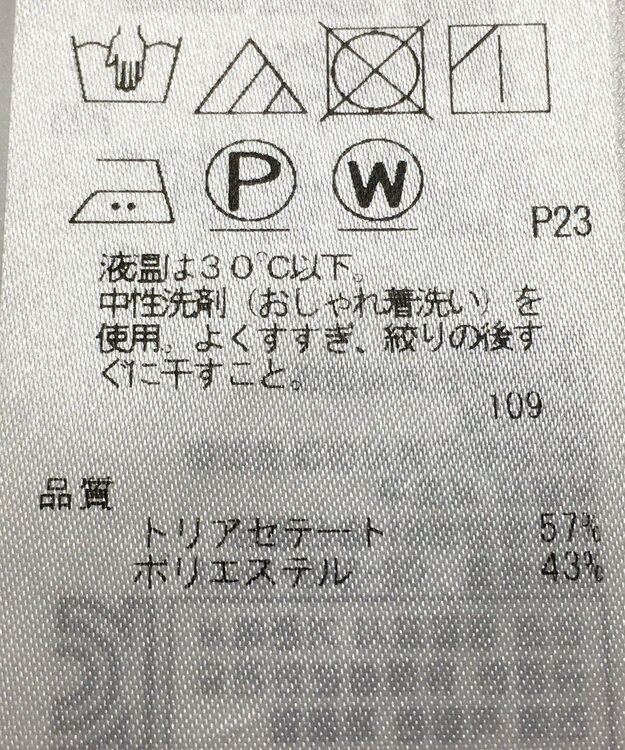 P W
P23
液温は30℃以下。
中性洗剤（おしゃれ着洗い）を
使用。よくすすぎ、絞りの後す
ぐに干すこと。
109
品質
トリアセテート 57%
ポリエステル 43%